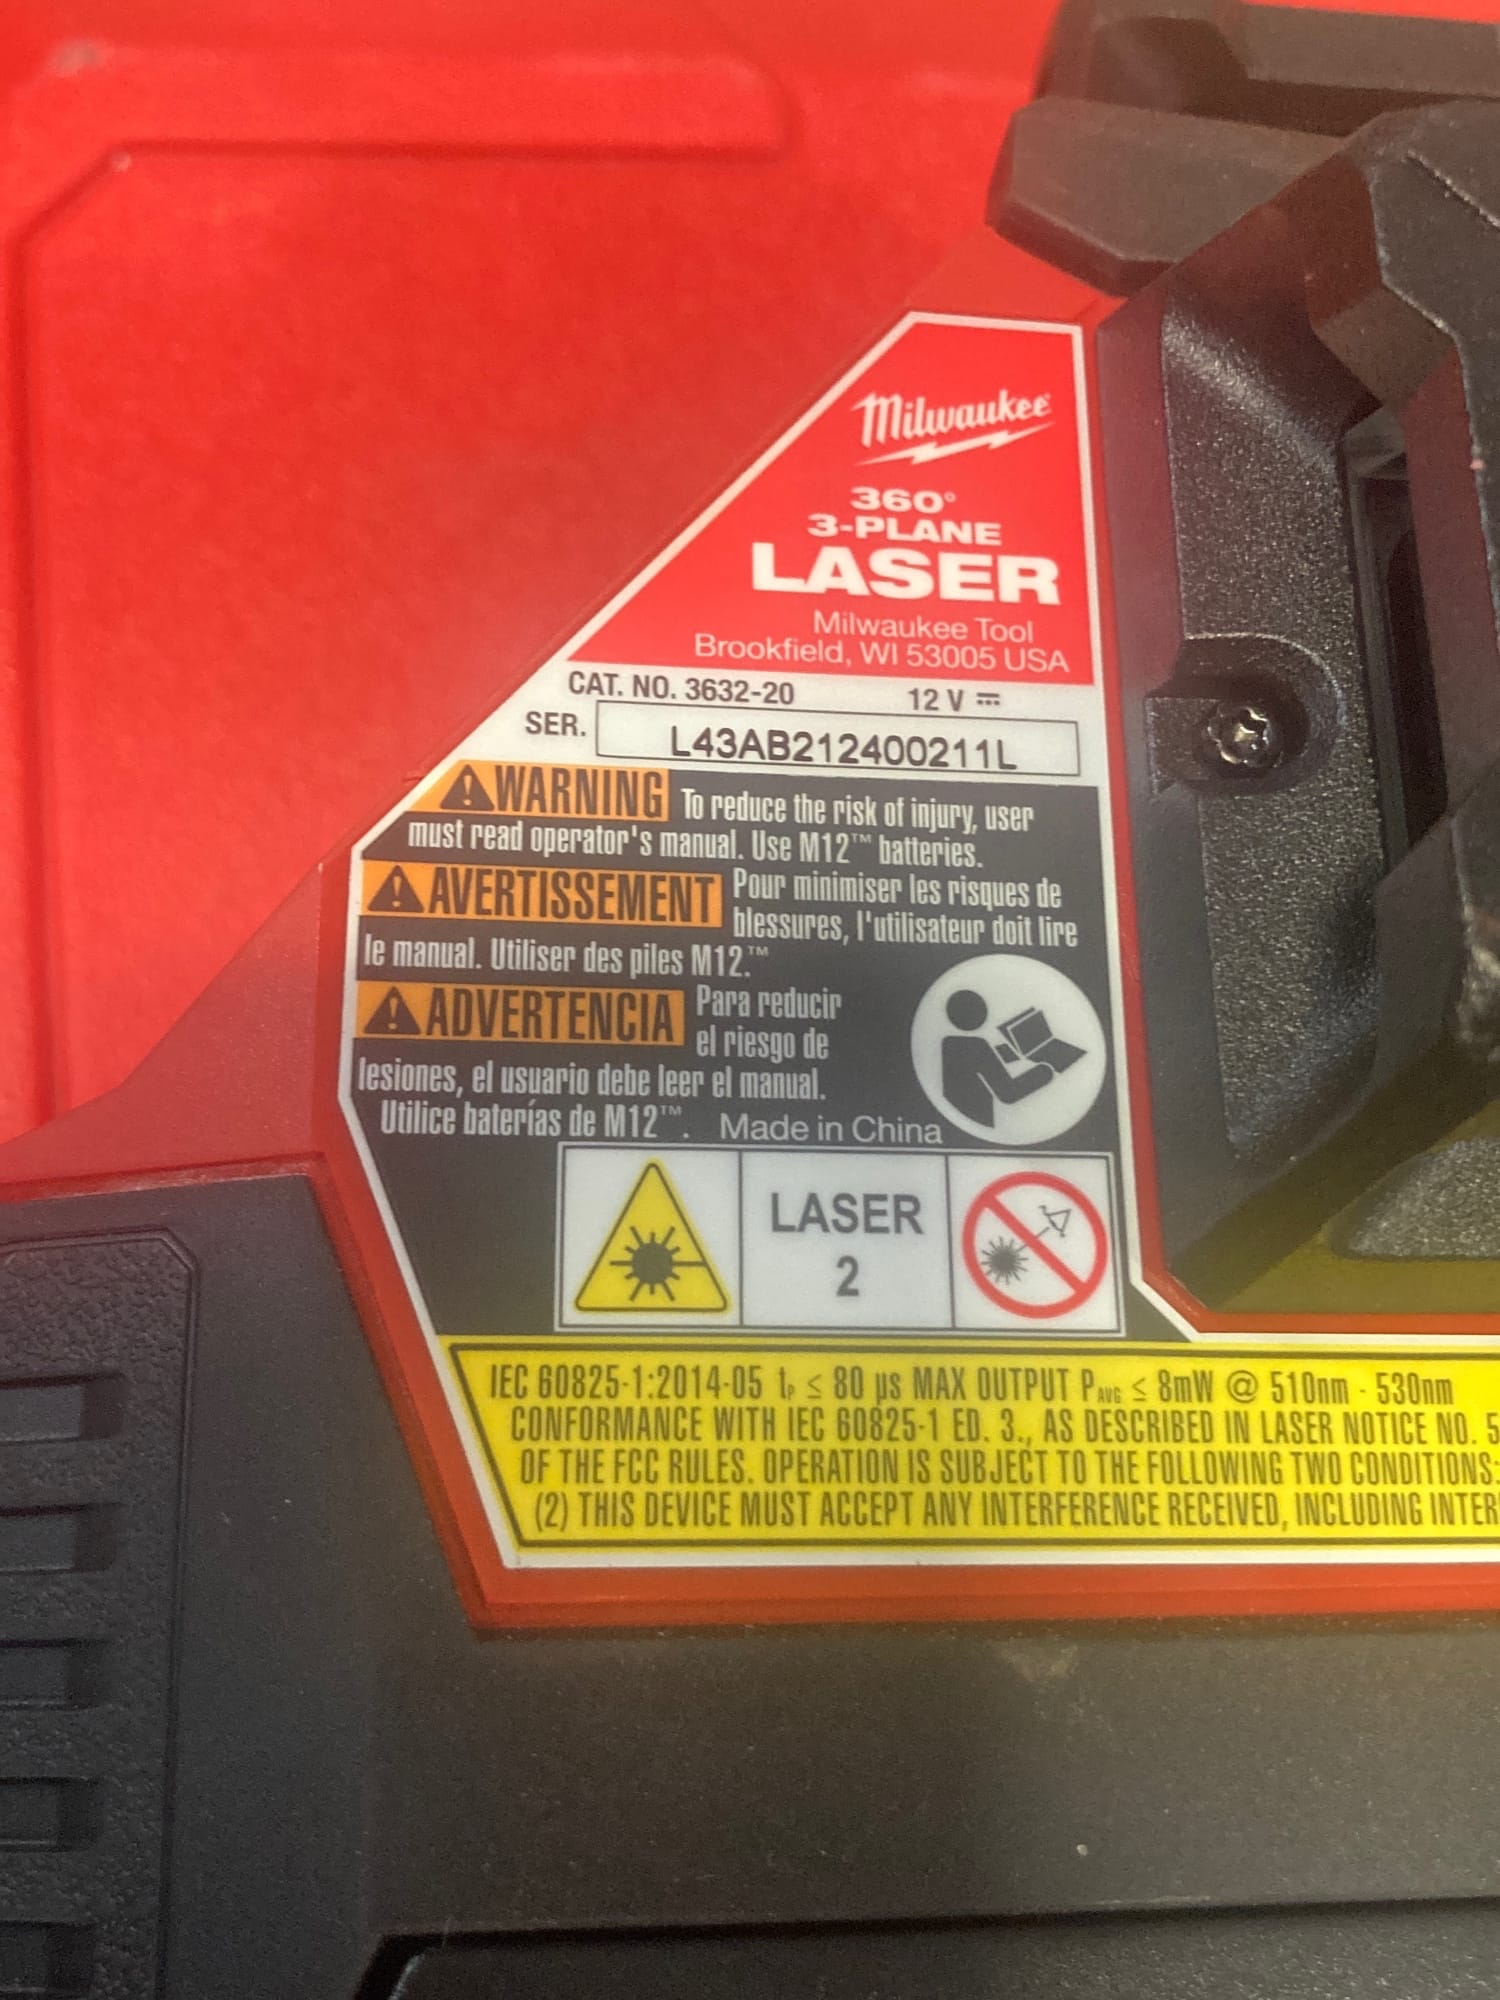 Milwaukee
360°
3-PLANE
LASER
Milwaukee Tool
Brookfield, WI 53005 USA
CAT. NO. 3632-20 12 V ⎓
SER. L43AB212400211L
WARNING To reduce the risk of injury, user
must read operator's manual. Use M12™ batteries.
AVERTISSEMENT Pour minimiser les risques de
blessures, l'utilisateur doit lire
le manual. Utiliser des piles M12.™
ADVERTENCIA Para reducir
el riesgo de
lesiones, el usuario debe leer el manual.
Utilice baterías de M12™. Made in China
LASER
2
IEC 60825-1:2014-05 tₚ ≤ 80 µs MAX OUTPUT PAVG ≤ 8mW @ 510nm - 530nm
CONFORMANCE WITH IEC 60825-1 ED. 3., AS DESCRIBED IN LASER NOTICE NO. 5
OF THE FCC RULES. OPERATION IS SUBJECT TO THE FOLLOWING TWO CONDITIONS:
(2) THIS DEVICE MUST ACCEPT ANY INTERFERENCE RECEIVED, INCLUDING INTER